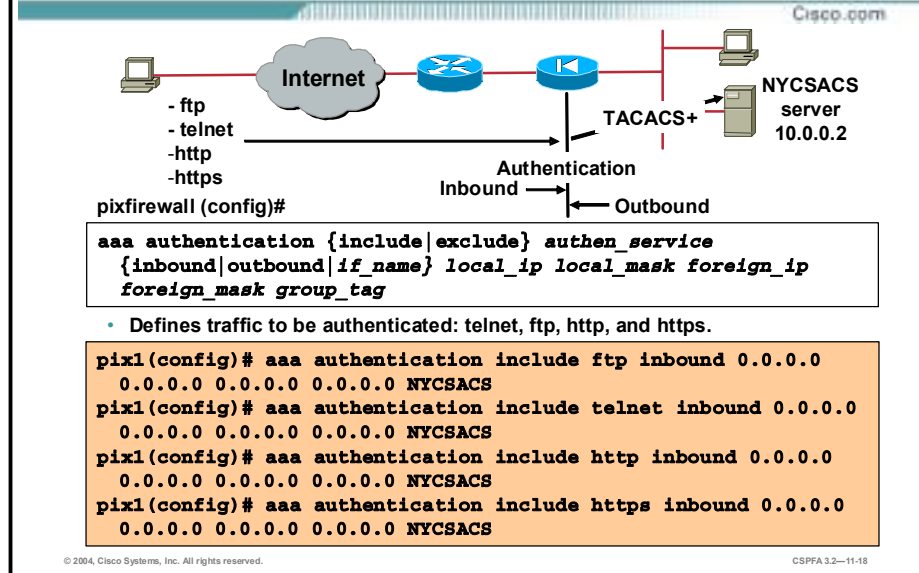 Cisco.com
Internet
NYCSACS
server
10.0.0.2
- ftp
- telnet
-http
-https
TACACS+
Authentication
Inbound
Outbound
pixfirewall (config)#
aaa authentication {include|exclude} authen_service
{inbound|outbound|if_name} local_ip local_mask foreign_ip
foreign_mask group_tag
• Defines traffic to be authenticated: telnet, ftp, http, and https.
pix1(config)# aaa authentication include ftp inbound 0.0.0.0
0.0.0.0 0.0.0.0 0.0.0.0 NYCSACS
pix1(config)# aaa authentication include telnet inbound 0.0.0.0
0.0.0.0 0.0.0.0 0.0.0.0 NYCSACS
pix1(config)# aaa authentication include http inbound 0.0.0.0
0.0.0.0 0.0.0.0 0.0.0.0 NYCSACS
pix1(config)# aaa authentication include https inbound 0.0.0.0
0.0.0.0 0.0.0.0 0.0.0.0 NYCSACS
© 2004, Cisco Systems, Inc. All rights reserved.
CSPFA 3.2—11-18